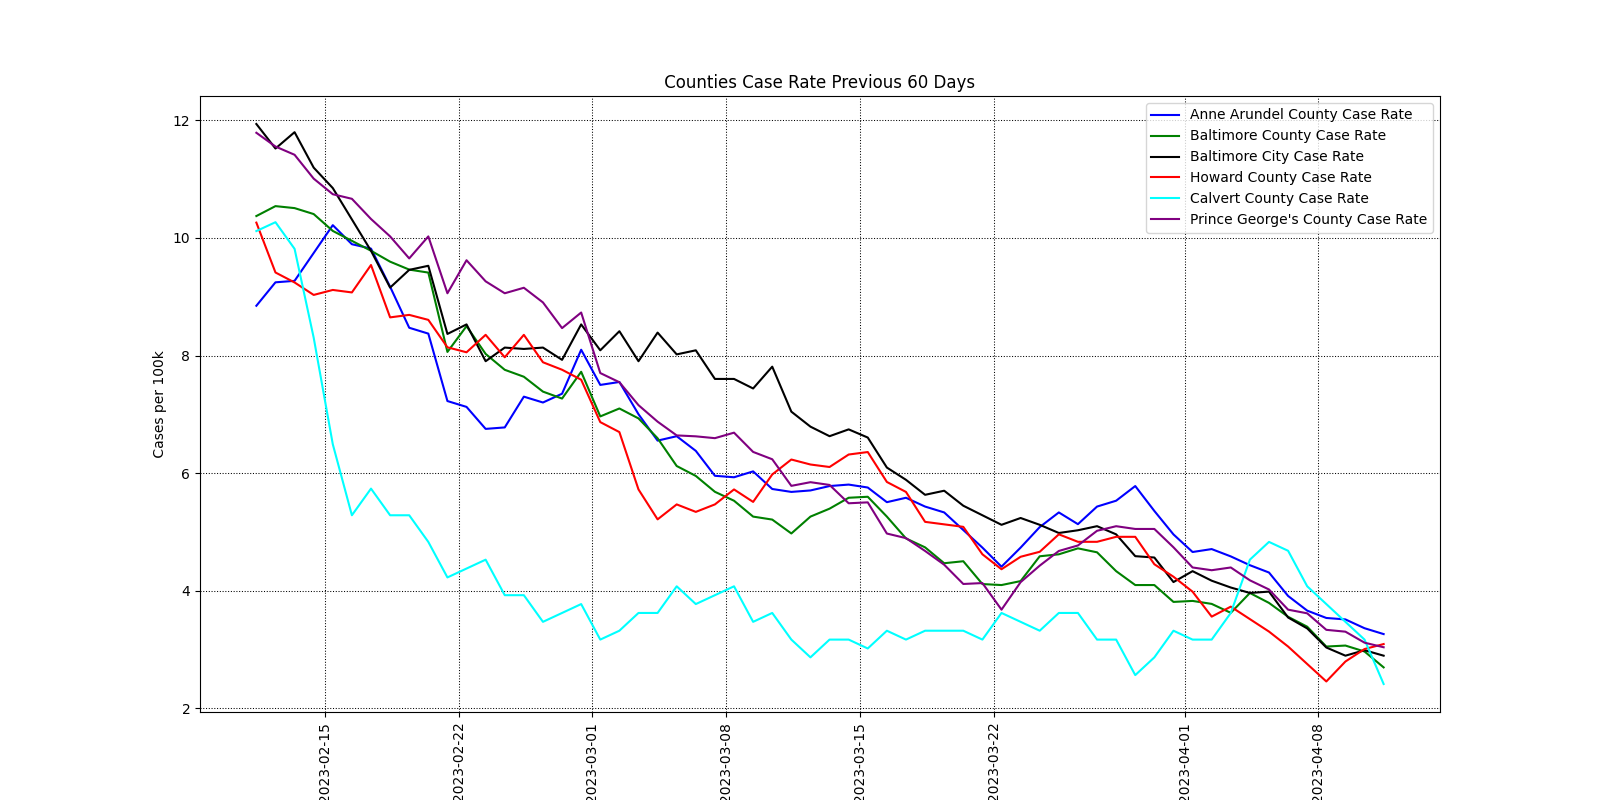 Counties Case Rate Previous 60 Days
Cases per 100k
12
10
8
6
4
2
Anne Arundel County Case Rate
Baltimore County Case Rate
Baltimore City Case Rate
Howard County Case Rate
Calvert County Case Rate
Prince George's County Case Rate
2023-02-15
2023-02-22
2023-03-01
2023-03-08
2023-03-15
2023-03-22
2023-04-01
2023-04-08